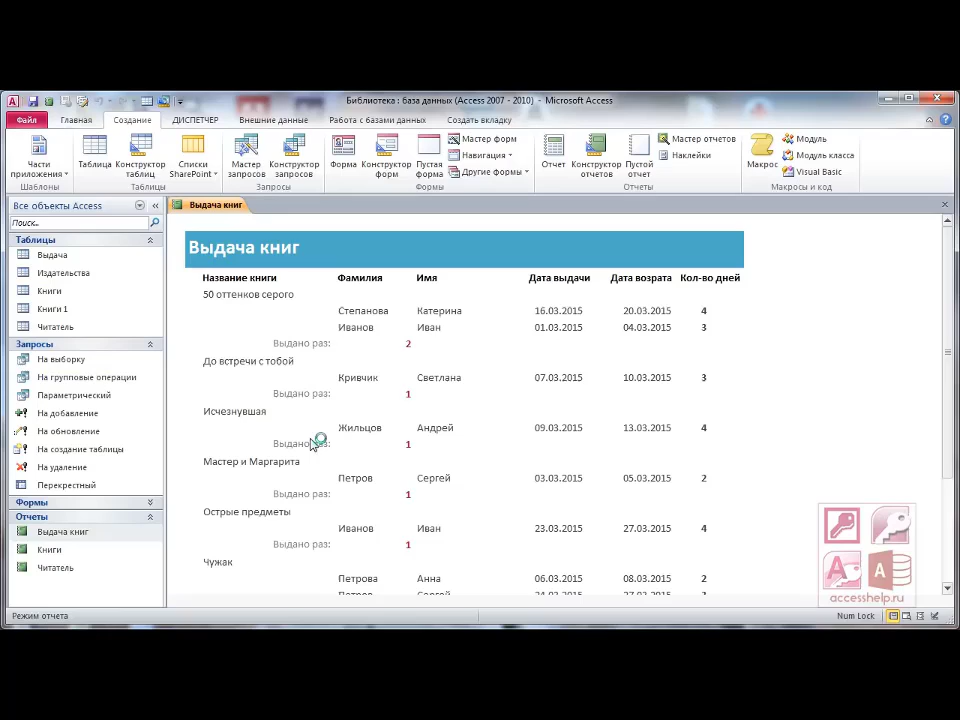 Библиотека : база данных (Access 2007 - 2010) - Microsoft Access
Файл Главная Создание ДИСПЕТЧЕР Внешние данные Работа с базами данных Создать вкладку
Части приложения
Таблица
Конструктор таблиц
Списки SharePoint
Мастер запросов
Конструктор запросов
Форма
Конструктор форм
Пустая форма
Мастер форм
Навигация
Другие формы
Отчет
Конструктор отчетов
Пустой отчет
Мастер отчетов
Наклейки
Макрос
Модуль
Модуль класса
Visual Basic
Шаблоны Таблицы Запросы Формы Отчеты Макросы и код
Все объекты Access
Поиск...
Таблицы
Выдача
Издательства
Книги
Книги 1
Читатель
Запросы
На выборку
На групповые операции
Параметрический
На добавление
На обновление
На создание таблицы
На удаление
Перекрестный
Формы
Отчеты
Выдача книг
Книги
Читатель
Выдача книг
Выдача книг
Название книги Фамилия Имя Дата выдачи Дата возрата Кол-во дней
50 оттенков серого
Степанова Катерина 16.03.2015 20.03.2015 4
Иванов Иван 01.03.2015 04.03.2015 3
Выдано раз: 2
До встречи с тобой
Кривчик Светлана 07.03.2015 10.03.2015 3
Выдано раз: 1
Исчезнувшая
Жильцов Андрей 09.03.2015 13.03.2015 4
Выдано раз: 1
Мастер и Маргарита
Петров Сергей 03.03.2015 05.03.2015 2
Выдано раз: 1
Острые предметы
Иванов Иван 23.03.2015 27.03.2015 4
Выдано раз: 1
Чужак
Петрова Анна 06.03.2015 08.03.2015 2
accesshelp.ru
Режим отчета
Num Lock